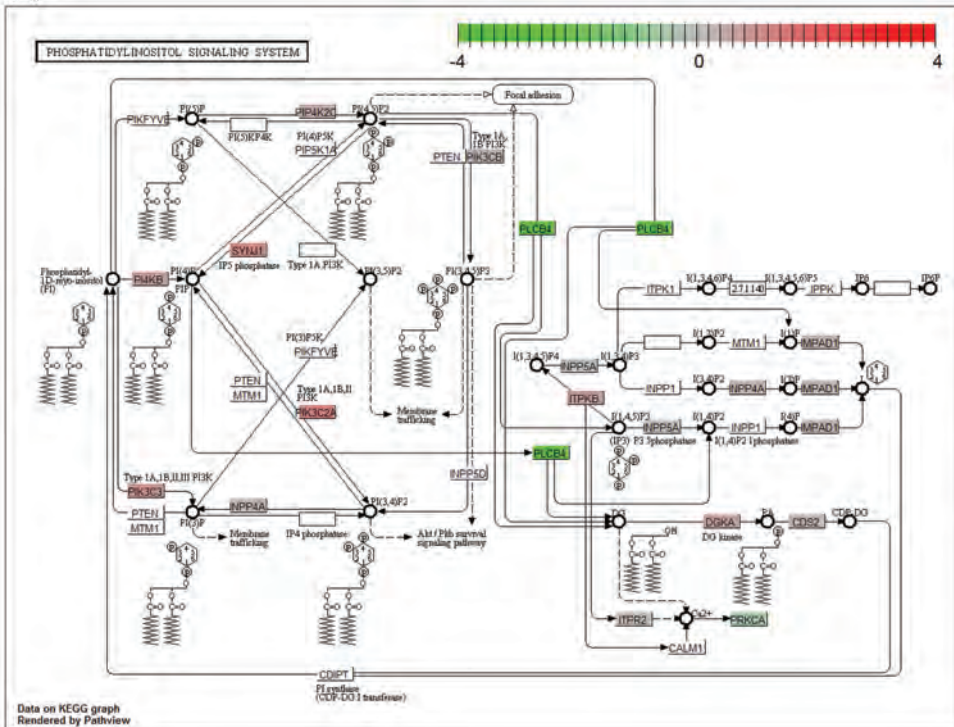 PHOSPHATIDYLINOSITOL SIGNALING SYSTEM
-4 0 4
Focal adhesion
PIKFYVE
PI(5)P
PIP4K2C
PI(4,5)P2
PI(5)P4K
PI(4)P5K
PIP5K1A
Type 1A,
1B PI3K
PTEN PIK3CB
PLCB4 PLCB4
SYNJ1
IP5 phosphatase
Type 1A PI3K
Phosphatidyl-
1D-myo-inositol
(PI)
PI4KB
PI(3,5)P2
PI(3,4,5)P3
I(1,3,4,6)P4 I(1,3,4,5,6)P5 IP6 IP6P
ITPK1 2.7.1.140 IPPK
I(1,3)P2 I(1)P
MTM1 IMPAD1
I(1,3,4,5)P4 INPP5A I(1,3,4)P3
I(3,4)P2
INPP1 INPP4A IMPAD1
ITPKB
I(1,4,5)P3 I(1,4)P2 I(4)P
INPP5A INPP1 IMPAD1
(IP3) P3 5phosphatase I(1,4)P2 1phosphatase
PI(3)P5K
PIKFYVE
PTEN
MTM1
Type 1A,1B,II
PI3K
PIK3C2A
Membrane
trafficking
PLCB4
INPP5D
Type 1A,1B,II,III PI3K
PIK3C3
PTEN
MTM1
PI(3)P
INPP4A
IP4 phosphatase
PI(3,4)P2
Membrane
trafficking
Akt / Pkb survival
signaling pathway
DG DGKA PA CDS2 CDP-DG
DG kinase
OH
ITPR2 Ca2+ PRKCA
CALM1
CDIPT
PI synthase
(CDP-DG I transferase)
Data on KEGG graph
Rendered by Pathview